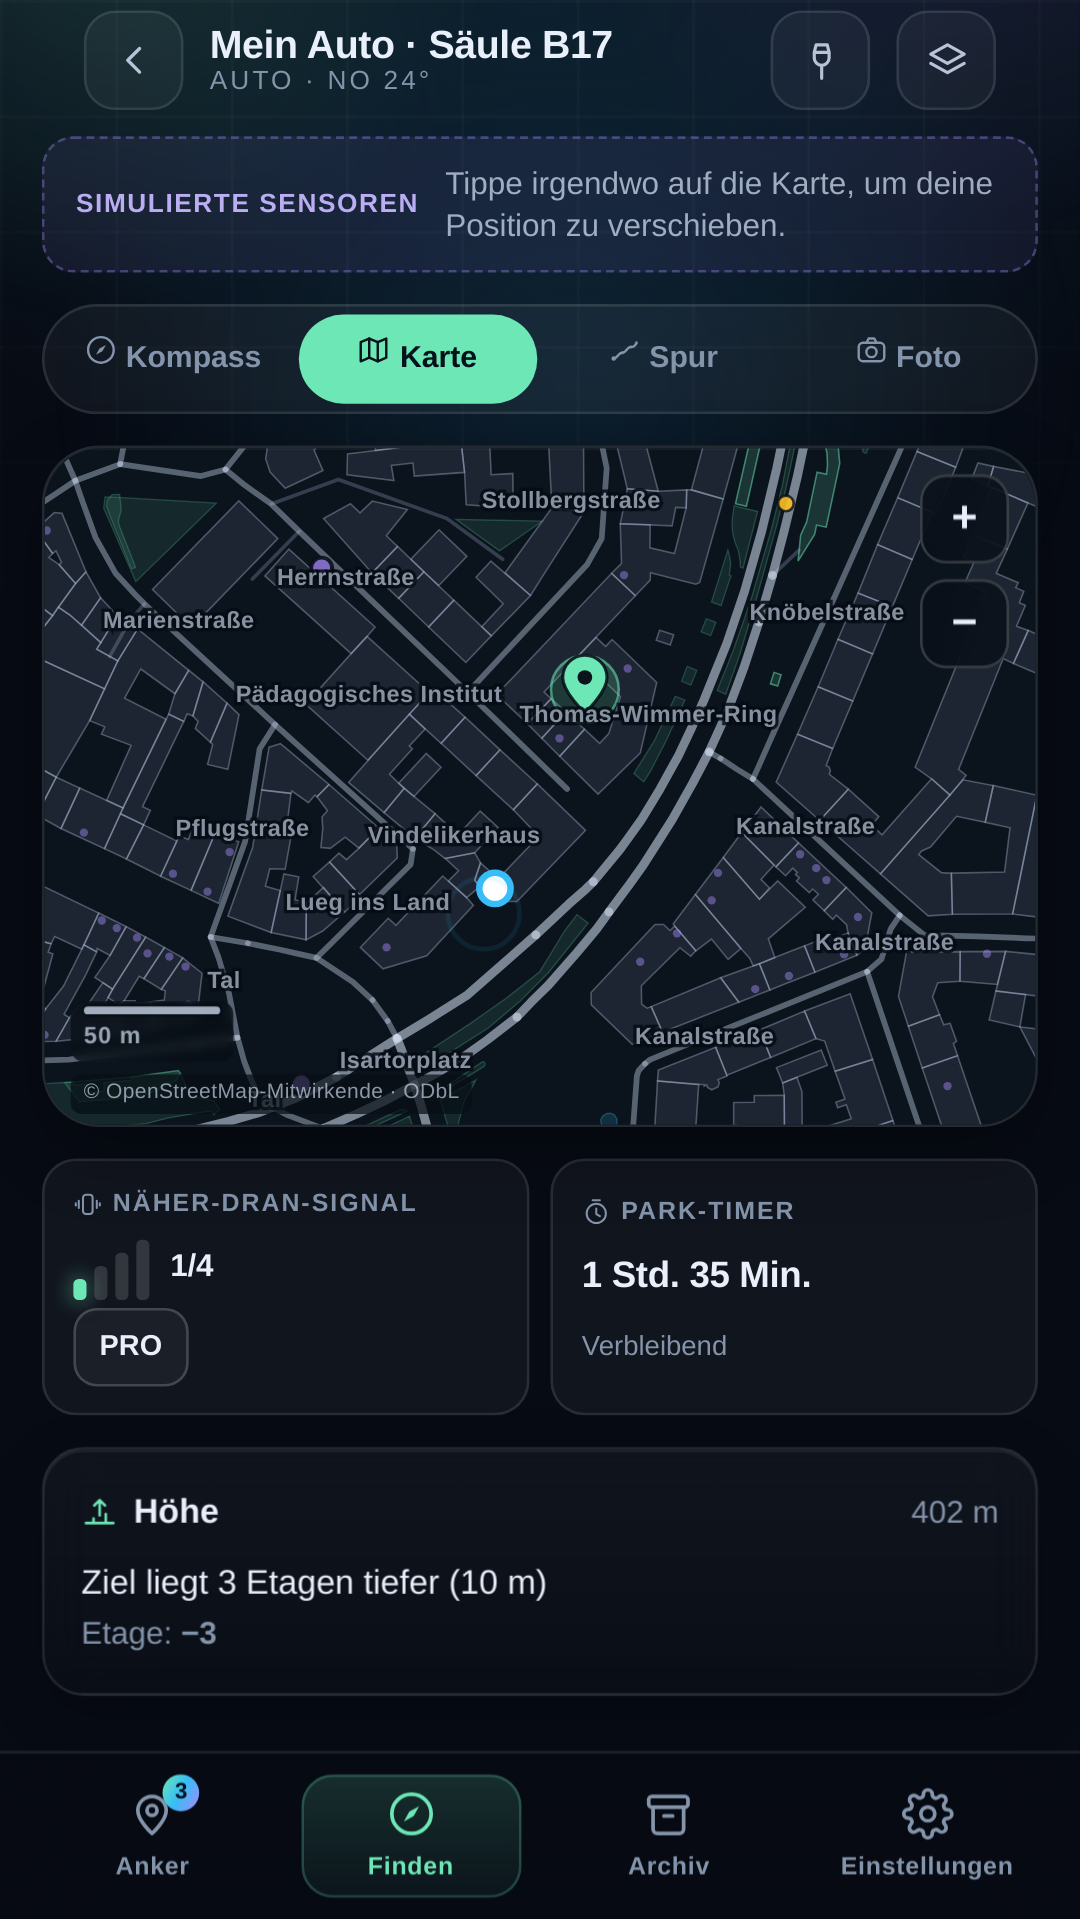 Mein Auto · Säule B17
AUTO · NO 24°
SIMULIERTE SENSOREN
Tippe irgendwo auf die Karte, um deine
Position zu verschieben.
Kompass
Karte
Spur
Foto
Stollbergstraße
Herrnstraße
Marienstraße
Knöbelstraße
Pädagogisches Institut
Thomas-Wimmer-Ring
Pflugstraße
Vindelikerhaus
Kanalstraße
Lueg ins Land
Kanalstraße
Tal
50 m
Kanalstraße
Isartorplatz
© OpenStreetMap-Mitwirkende · ODbL
Tal
+
−
NÄHER-DRAN-SIGNAL
1/4
PRO
PARK-TIMER
1 Std. 35 Min.
Verbleibend
Höhe
402 m
Ziel liegt 3 Etagen tiefer (10 m)
Etage: −3
3
Anker
Finden
Archiv
Einstellungen